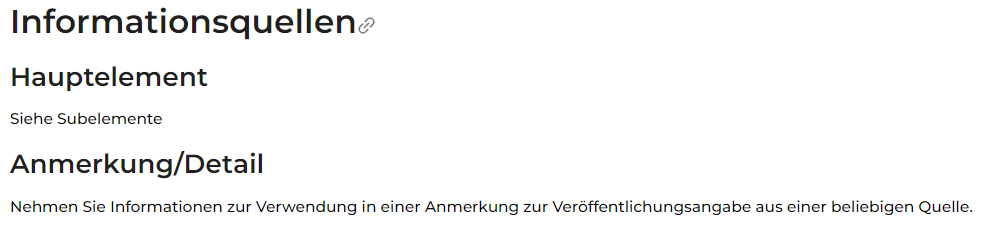 Informationsquellen
Hauptelement
Siehe Subelemente
Anmerkung/Detail
Nehmen Sie Informationen zur Verwendung in einer Anmerkung zur Veröffentlichungsangabe aus einer beliebigen Quelle.